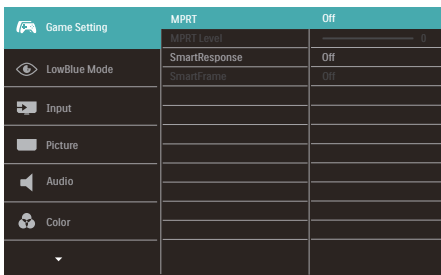 Game Setting
MPRT Off
MPRT Level 0
LowBlue Mode
SmartResponse Off
SmartFrame Off
Input
Picture
Audio
Color